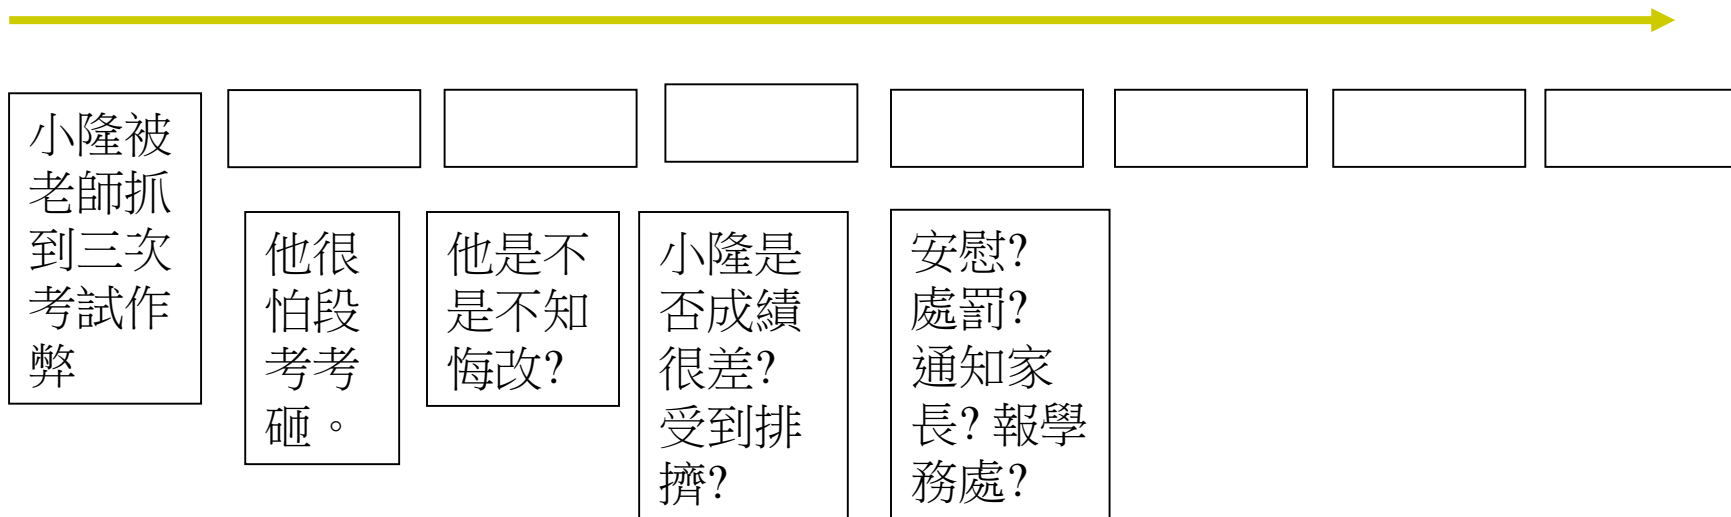 小隆被
老師抓
到三次
考試作
弊
他很
怕段
考考
砸。
他是不
是不知
悔改?
小隆是
否成績
很差?
受到排
擠?
安慰?
處罰?
通知家
長? 報學
務處?